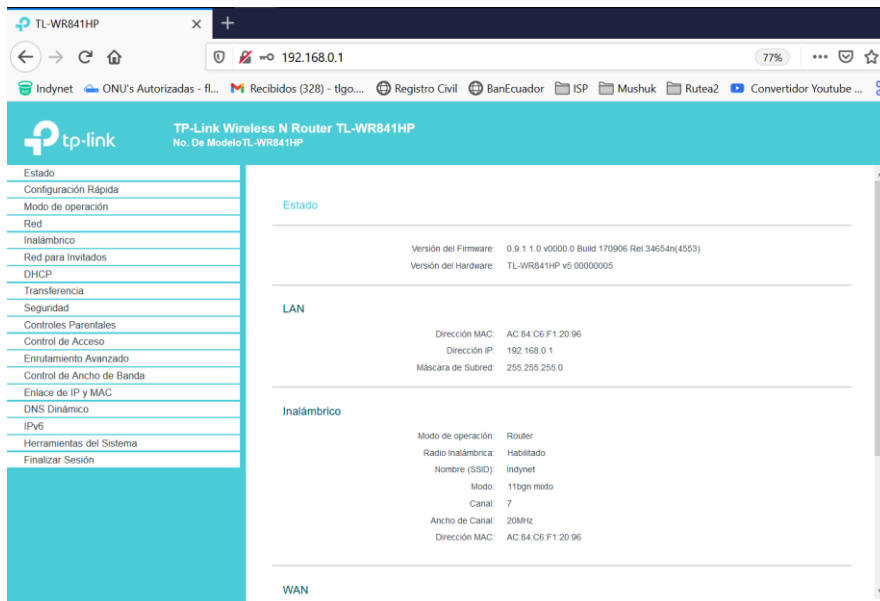 TL-WR841HP
192.168.0.1
77%
Indynet ONU's Autorizadas - fl... Recibidos (328) - tlgo.... Registro Civil BanEcuador ISP Mushuk Rutea2 Convertidor Youtube ...
tp-link
TP-Link Wireless N Router TL-WR841HP
No. De ModeloTL-WR841HP
Estado
Configuración Rápida
Modo de operación
Red
Inalámbrico
Red para Invitados
DHCP
Transferencia
Seguridad
Controles Parentales
Control de Acceso
Enrutamiento Avanzado
Control de Ancho de Banda
Enlace de IP y MAC
DNS Dinámico
IPv6
Herramientas del Sistema
Finalizar Sesión
Estado
Versión del Firmware: 0.9.1 1.0 v0000.0 Build 170906 Rel.34654n(4553)
Versión del Hardware: TL-WR841HP v5 00000005
LAN
Dirección MAC: AC:84:C6:F1:20:96
Dirección IP: 192.168.0.1
Máscara de Subred: 255.255.255.0
Inalámbrico
Modo de operación: Router
Radio Inalámbrica: Habilitado
Nombre (SSID): Indynet
Modo: 11bgn mixto
Canal: 7
Ancho de Canal: 20MHz
Dirección MAC: AC:84:C6:F1:20:96
WAN